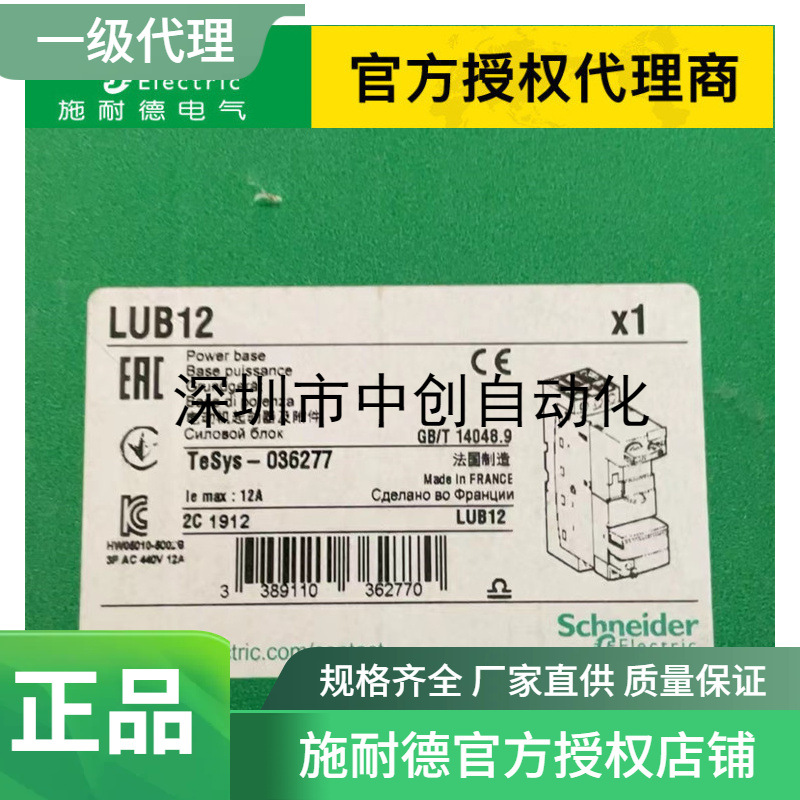 一级代理
Electric
施耐德电气
官方授权代理商
LUB12
x1
EAC
Power base
Base puissance
CE
深圳市中创自动化
Силовой блок
GB/T 14048.9
TeSys - 036277
法国制造
Made in FRANCE
Ie max : 12A
Сделано во Франции
2C 1912
LUB12
3P AC 440V 12A
3 389110 362770
Schneider
Electric
正品
规格齐全 厂家直供 质量保证
施耐德官方授权店铺